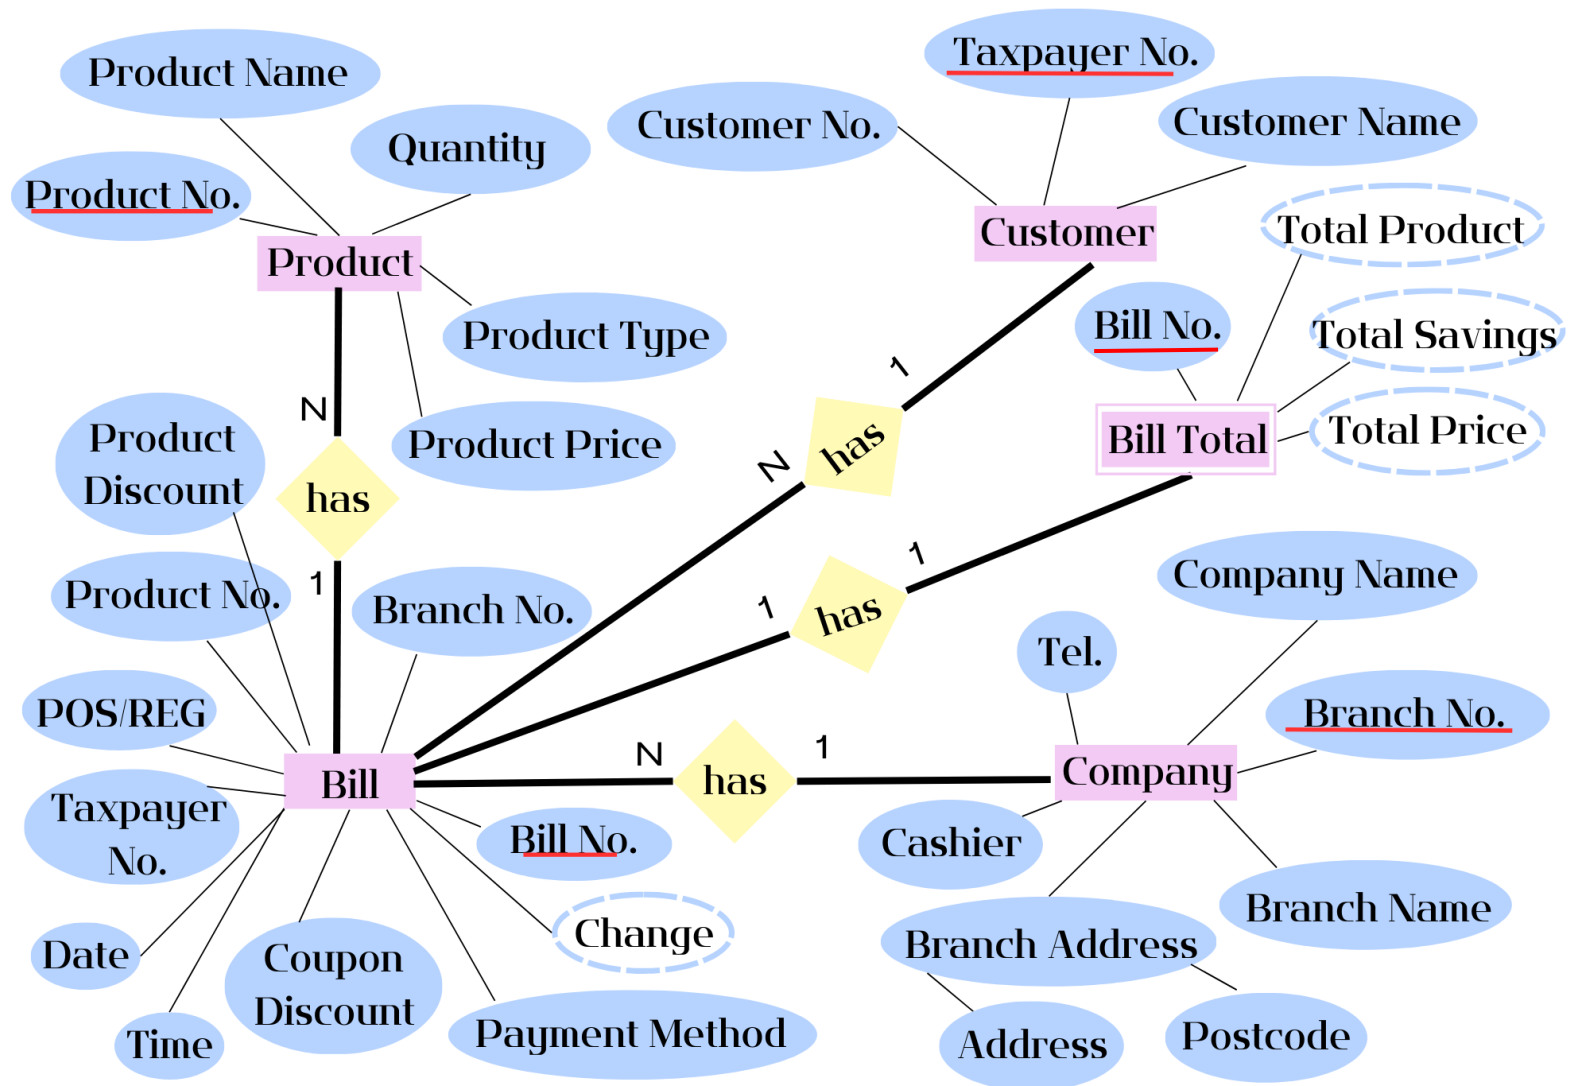 Product Name
Quantity
Product No.
Product
Product Type
Product Price
N
has
1
Taxpayer No.
Customer No.
Customer Name
Customer
1
has
N
Total Product
Bill No.
Total Savings
Total Price
Bill Total
1
has
1
Product
Discount
Product No.
Branch No.
POS/REG
Taxpayer
No.
Bill
Date
Time
Coupon
Discount
Payment Method
Change
Bill No.
N
has
1
Company Name
Tel.
Branch No.
Company
Cashier
Branch Name
Branch Address
Address
Postcode